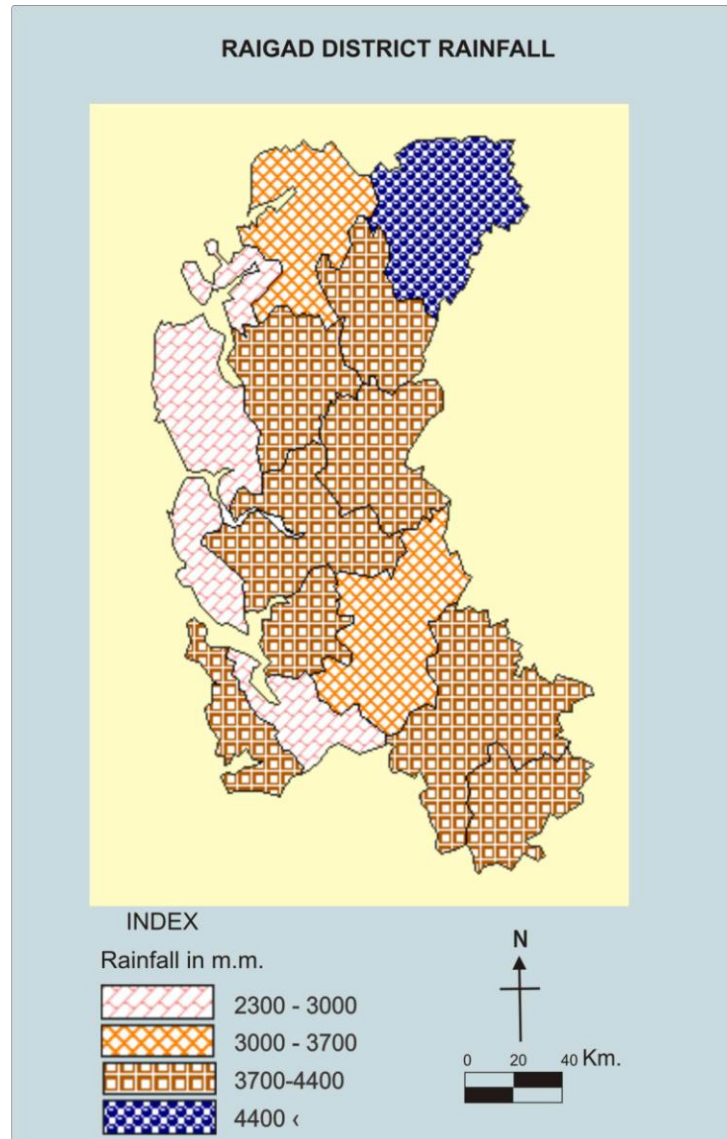 RAIGAD DISTRICT RAINFALL
INDEX
Rainfall in m.m.
2300 - 3000
3000 - 3700
3700-4400
4400 ‹
N
0 20 40 Km.